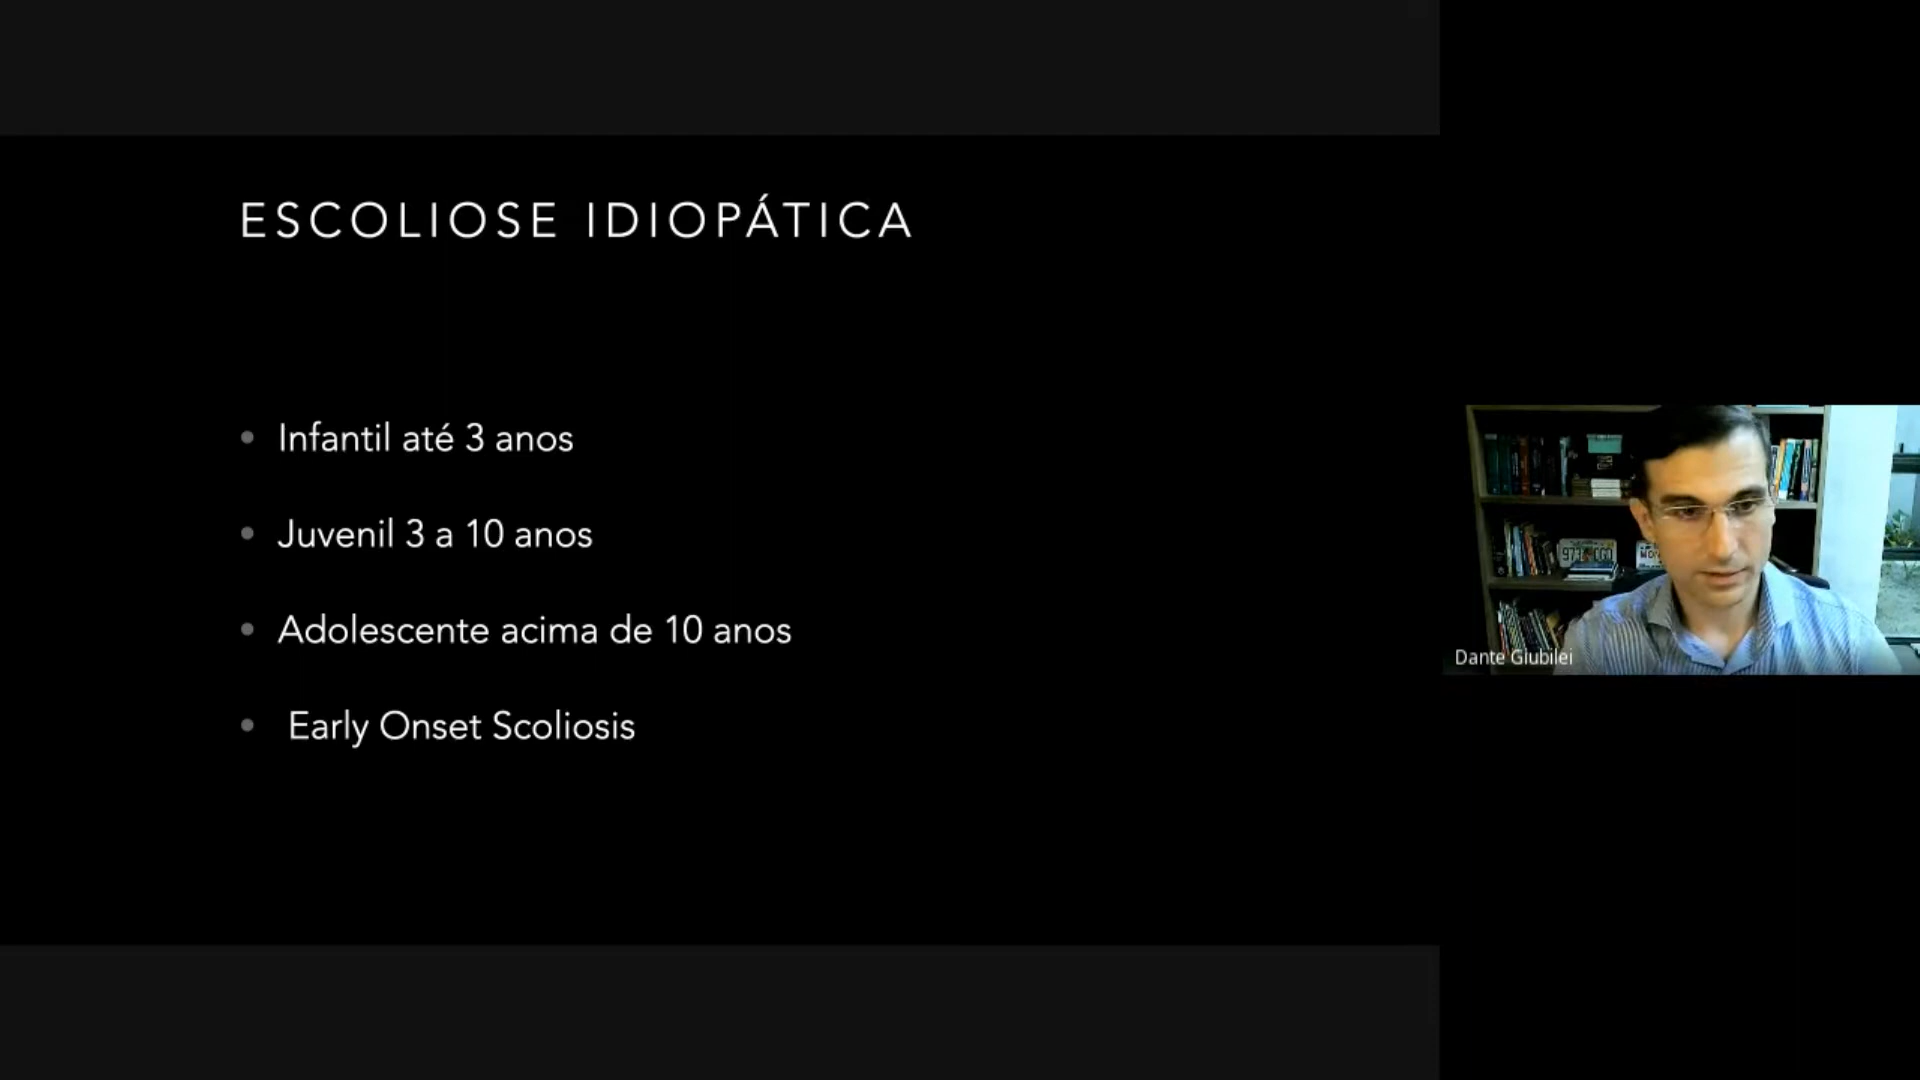 ESCOLIOSE IDIOPÁTICA
• Infantil até 3 anos
• Juvenil 3 a 10 anos
• Adolescente acima de 10 anos
• Early Onset Scoliosis
Dante Giubilei